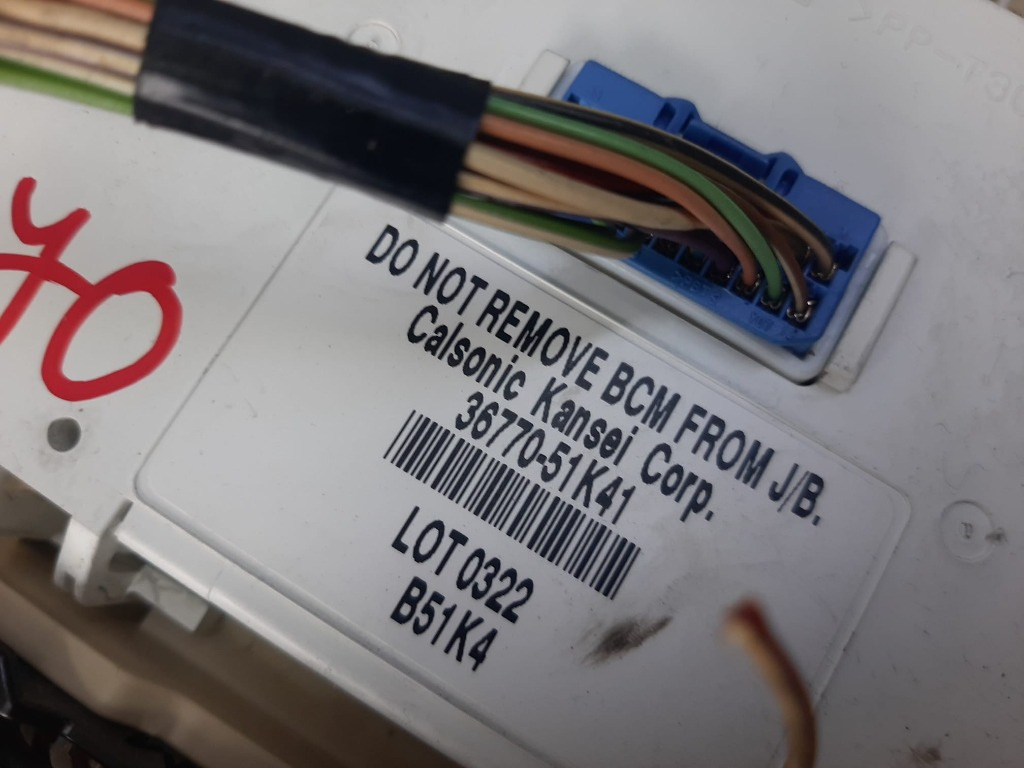 DO NOT REMOVE BCM FROM J/B.
Calsonic Kansei Corp.
36770-51K41
LOT 0322
B51K4